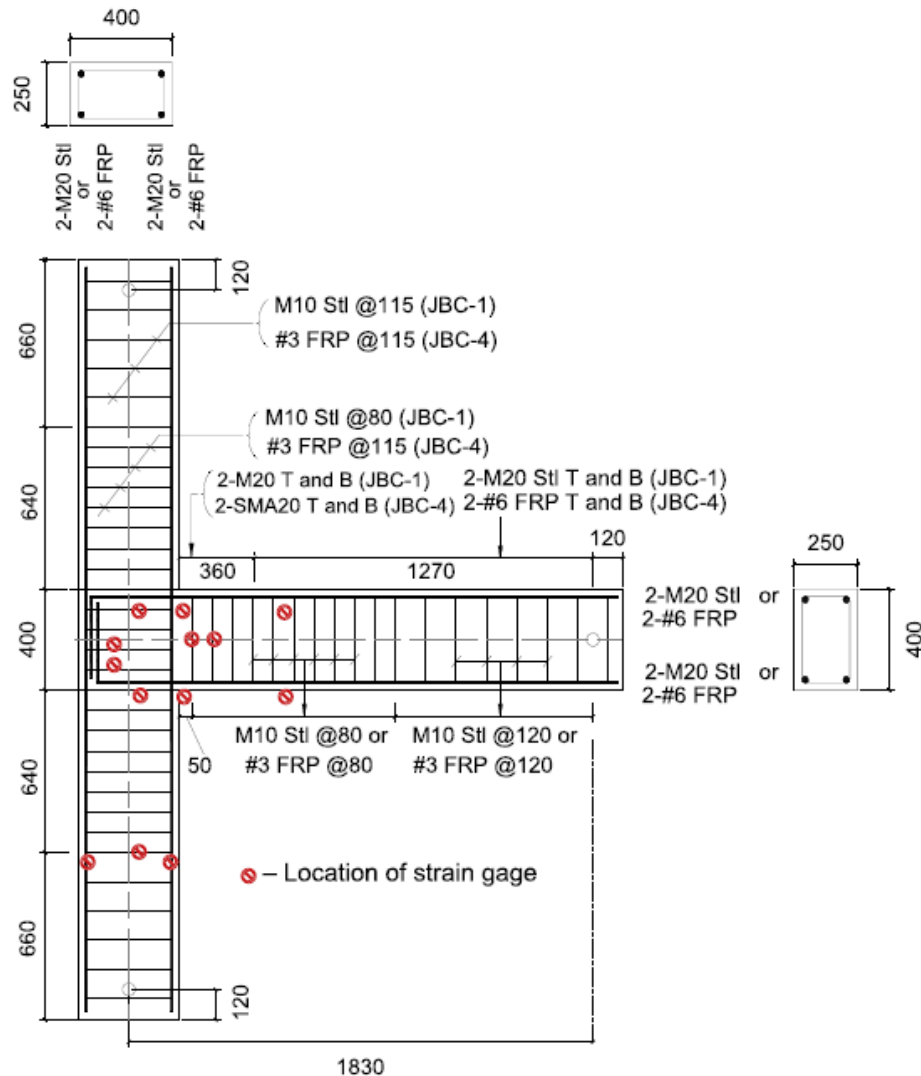 400
250
2-M20 Stl
or
2-#6 FRP
2-M20 Stl
or
2-#6 FRP
120
660
M10 Stl @115 (JBC-1)
#3 FRP @115 (JBC-4)
M10 Stl @80 (JBC-1)
#3 FRP @115 (JBC-4)
640
2-M20 T and B (JBC-1)
2-SMA20 T and B (JBC-4)
2-M20 Stl T and B (JBC-1)
2-#6 FRP T and B (JBC-4)
120
360
1270
250
400
2-M20 Stl or
2-#6 FRP
400
2-M20 Stl or
2-#6 FRP
50
M10 Stl @80 or
#3 FRP @80
M10 Stl @120 or
#3 FRP @120
640
– Location of strain gage
660
120
1830